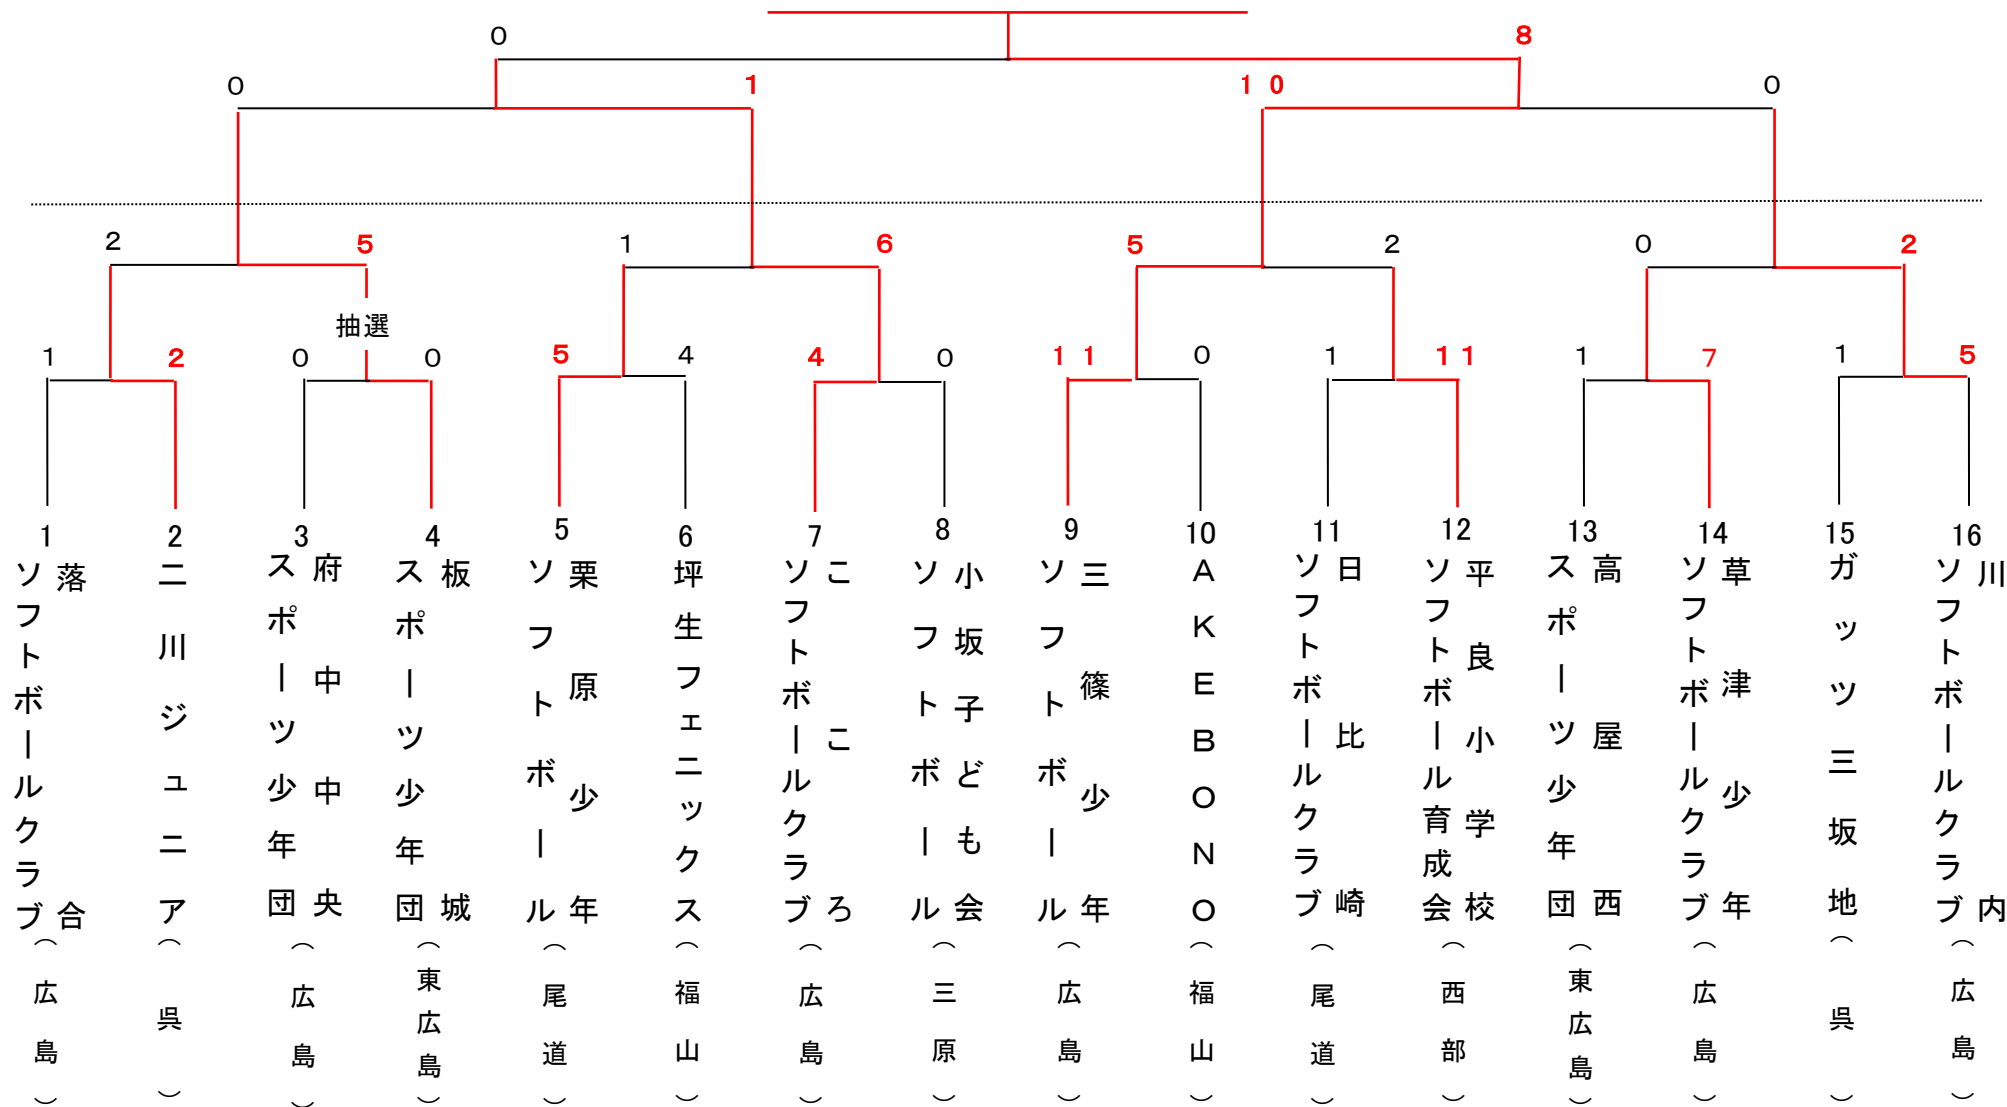 0 8
0 1 10 0
2 5 1 6 5 2 0 2
抽選
1 2 0 0 5 4 4 0 11 0 1 11 1 7 1 5
1 2 3 4 5 6 7 8 9 10 11 12 13 14 15 16
落合
ソフトボールクラブ
（広島）
二川ジュニア
（呉）
府中中央
スポーツ少年団
（広島）
板城
スポーツ少年団
（東広島）
栗原少年
ソフトボール
（尾道）
坪生フェニックス
（福山）
こころ
ソフトボールクラブ
（広島）
小坂子ども会
ソフトボール
（三原）
三篠少年
ソフトボール
（広島）
ＡＫＥＢＯＮＯ
（福山）
日比崎
ソフトボールクラブ
（尾道）
平良小学校
ソフトボール育成会
（西部）
高屋西
スポーツ少年団
（東広島）
草津少年
ソフトボールクラブ
（広島）
ガッツ三坂地
（呉）
川内
ソフトボールクラブ
（広島）